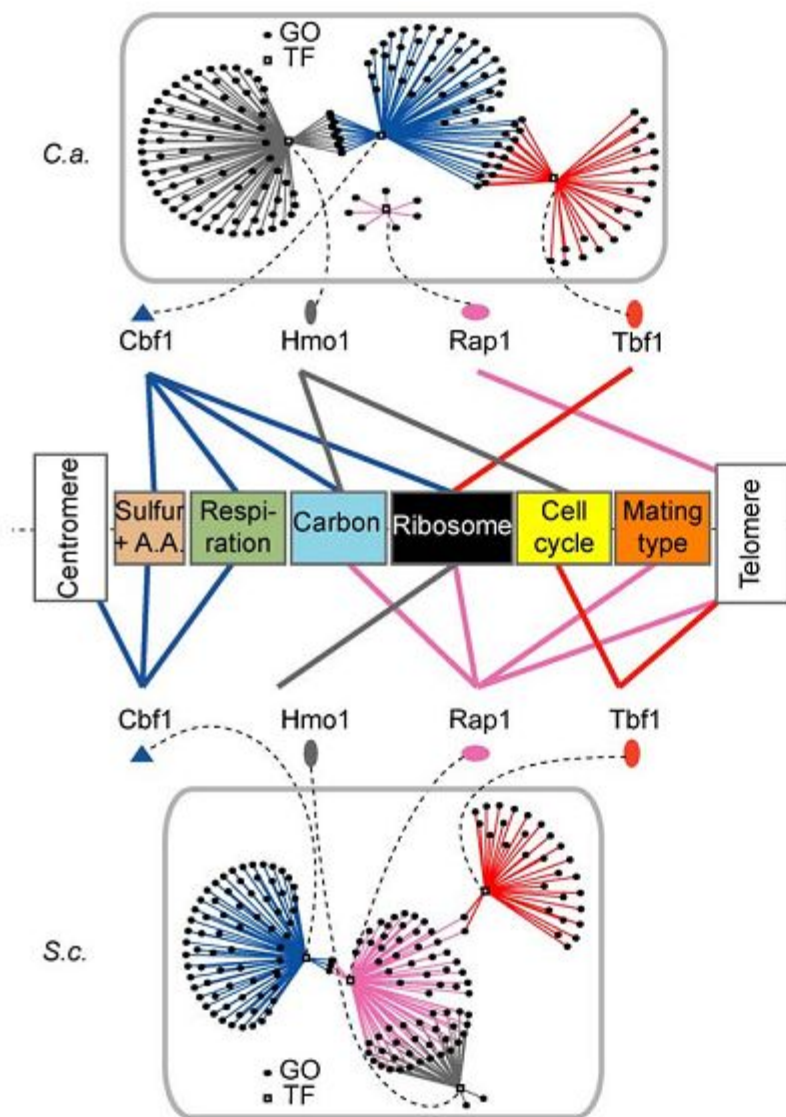 GO
TF
C.a.
Cbf1 Hmo1 Rap1 Tbf1
Centromere
Sulfur
+ A.A.
Respi-
ration
Carbon
Ribosome
Cell
cycle
Mating
type
Telomere
Cbf1 Hmo1 Rap1 Tbf1
S.c.
GO
TF